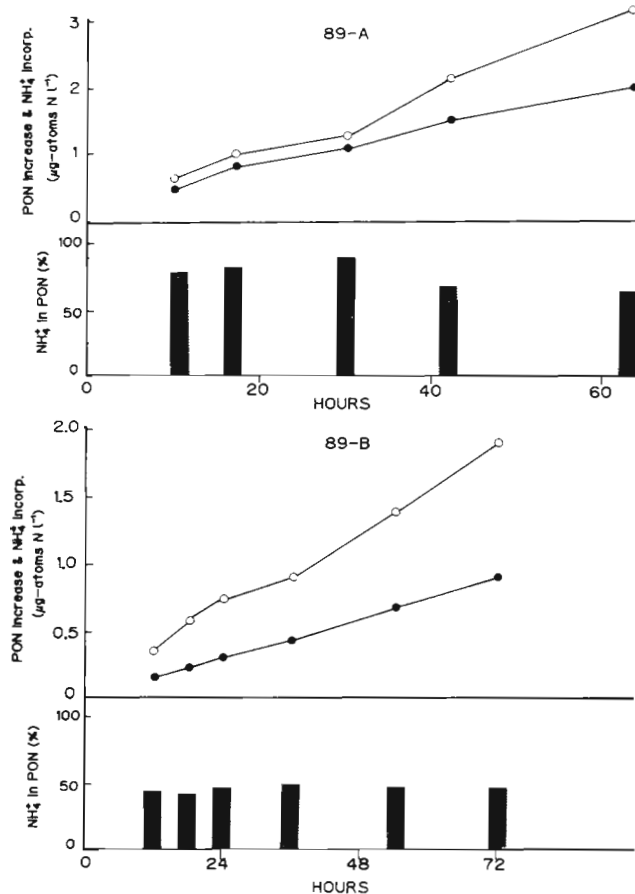 89-A
PON Increase & NH₄⁺ Incorp.
(µg-atoms N l⁻¹)
3
2
1
0
NH₄⁺ In PON (%)
100
50
0
0 20 40 60
HOURS
89-B
PON Increase & NH₄⁺ Incorp.
(µg-atoms N l⁻¹)
2.0
1.5
1.0
0.5
0
NH₄⁺ In PON (%)
100
50
0
0 24 48 72
HOURS